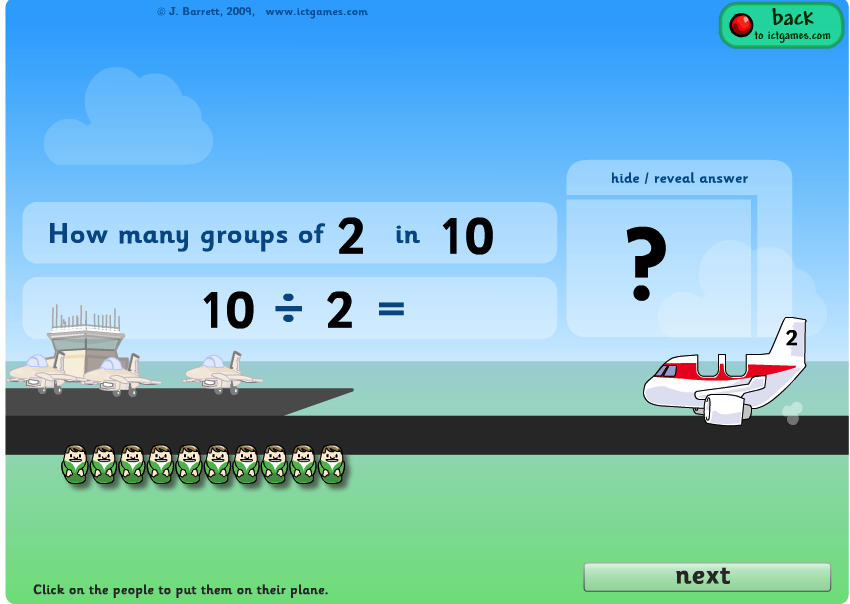 © J. Barrett, 2009, www.ictgames.com
back
to ictgames.com
hide / reveal answer
How many groups of 2 in 10
?
10 ÷ 2 =
2
next
Click on the people to put them on their plane.